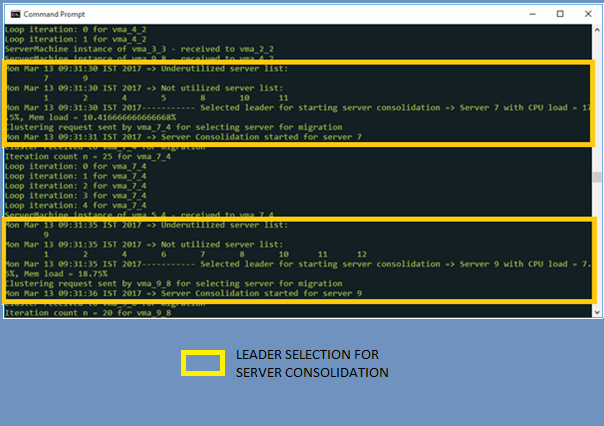 Command Prompt
Loop iteration: 0 for vma_4_2
Loop iteration: 1 for vma_4_2
ServerMachine instance of vma_3_3 - received to vma_2_2
ServerMachine instance of vma_9_8 - received to vma_4_2
Mon Mar 13 09:31:30 IST 2017 => Underutilized server list:
7 9
Mon Mar 13 09:31:30 IST 2017 => Not utilized server list:
1 2 4 5 8 10 11
Mon Mar 13 09:31:30 IST 2017----------- Selected leader for starting server consolidation => Server 7 with CPU load = 17
.5%, Mem load = 10.416666666666668%
Clustering request sent by vma_7_4 for selecting server for migration
Mon Mar 13 09:31:31 IST 2017 => Server Consolidation started for server 7
Cluster received to vma_7_4 for migration
Iteration count n = 25 for vma_7_4
Loop iteration: 0 for vma_7_4
Loop iteration: 1 for vma_7_4
Loop iteration: 2 for vma_7_4
Loop iteration: 3 for vma_7_4
Loop iteration: 4 for vma_7_4
ServerMachine instance of vma_5_4 - received to vma_7_4
Mon Mar 13 09:31:35 IST 2017 => Underutilized server list:
9
Mon Mar 13 09:31:35 IST 2017 => Not utilized server list:
1 2 4 6 7 8 10 11 12
Mon Mar 13 09:31:35 IST 2017----------- Selected leader for starting server consolidation => Server 9 with CPU load = 7.
5%, Mem load = 18.75%
Clustering request sent by vma_9_8 for selecting server for migration
Mon Mar 13 09:31:36 IST 2017 => Server Consolidation started for server 9
Cluster received to vma_9_8 for migration
Iteration count n = 20 for vma_9_8
LEADER SELECTION FOR
SERVER CONSOLIDATION